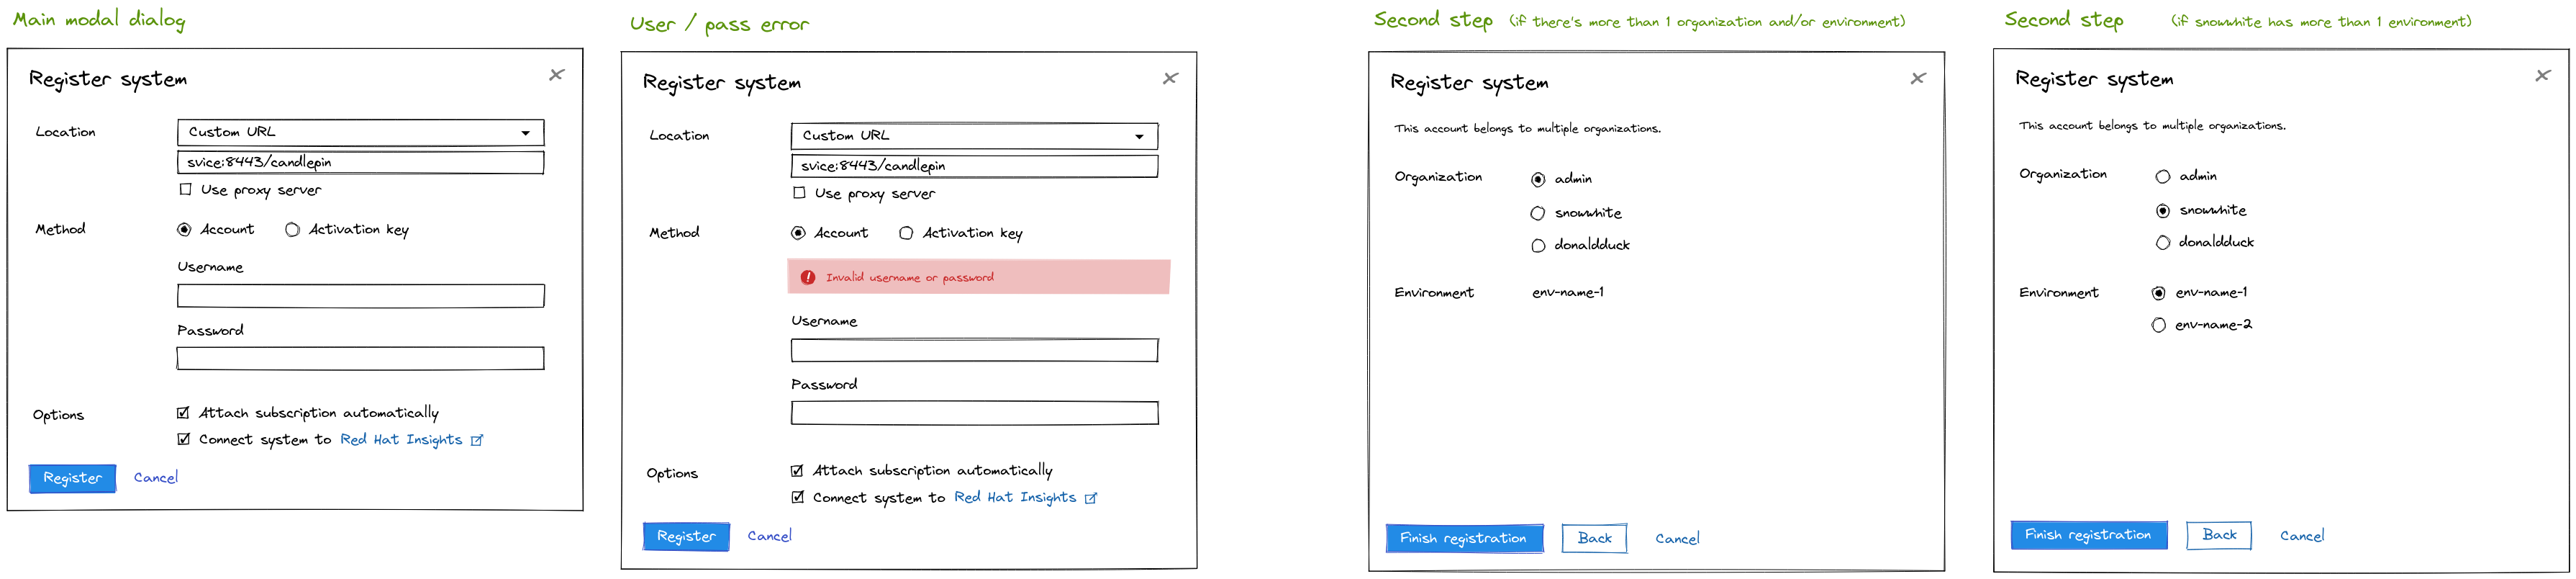 Main modal dialog
Register system
Location
Custom URL
svice:8443/candlepin
Use proxy server
Method
Account
Activation key
Username
Password
Options
Attach subscription automatically
Connect system to Red Hat Insights
Register
Cancel
User / pass error
Register system
Location
Custom URL
svice:8443/candlepin
Use proxy server
Method
Account
Activation key
Invalid username or password
Username
Password
Options
Attach subscription automatically
Connect system to Red Hat Insights
Register
Cancel
Second step (if there's more than 1 organization and/or environment)
Register system
This account belongs to multiple organizations.
Organization
admin
snowwhite
donaldduck
Environment
env-name-1
Finish registration
Back
Cancel
Second step (if snowwhite has more than 1 environment)
Register system
This account belongs to multiple organizations.
Organization
admin
snowwhite
donaldduck
Environment
env-name-1
env-name-2
Finish registration
Back
Cancel